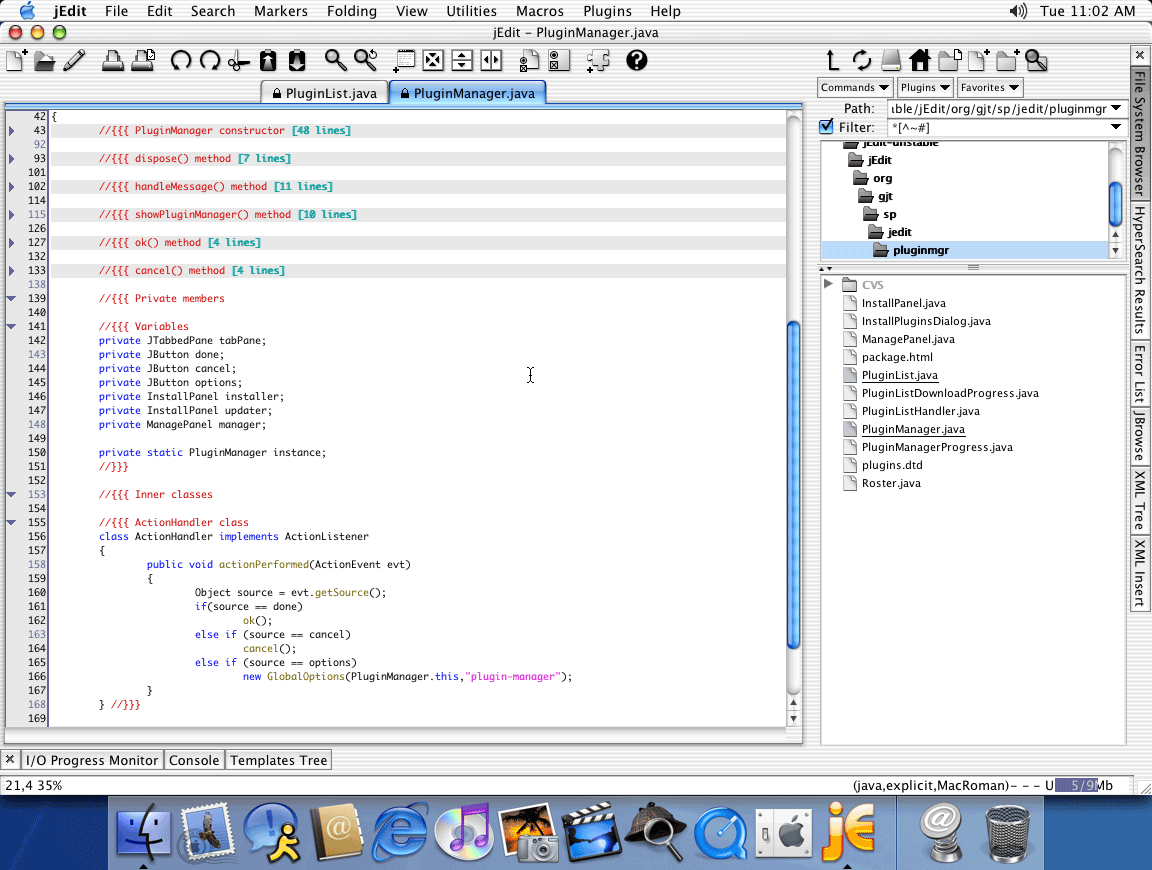 jEdit File Edit Search Markers Folding View Utilities Macros Plugins Help Tue 11:02 AM
jEdit - PluginManager.java
PluginList.java PluginManager.java
42 {
43 //{{{ PluginManager constructor [48 lines]
92
93 //{{{ dispose() method [7 lines]
101
102 //{{{ handleMessage() method [11 lines]
114
115 //{{{ showPluginManager() method [10 lines]
126
127 //{{{ ok() method [4 lines]
132
133 //{{{ cancel() method [4 lines]
138
139 //{{{ Private members
140
141 //{{{ Variables
142 private JTabbedPane tabPane;
143 private JButton done;
144 private JButton cancel;
145 private JButton options;
146 private InstallPanel installer;
147 private InstallPanel updater;
148 private ManagePanel manager;
149
150 private static PluginManager instance;
151 //}}}
152
153 //{{{ Inner classes
154
155 //{{{ ActionHandler class
156 class ActionHandler implements ActionListener
157 {
158 public void actionPerformed(ActionEvent evt)
159 {
160 Object source = evt.getSource();
161 if(source == done)
162 ok();
163 else if (source == cancel)
164 cancel();
165 else if (source == options)
166 new GlobalOptions(PluginManager.this,"plugin-manager");
167 }
168 } //}}}
169
Commands Plugins Favorites
Path: able/jEdit/org/gjt/sp/jedit/pluginmgr
Filter: *[^~#]
jEdit-unstable
jEdit
org
gjt
sp
jedit
pluginmgr
CVS
InstallPanel.java
InstallPluginsDialog.java
ManagePanel.java
package.html
PluginList.java
PluginListDownloadProgress.java
PluginListHandler.java
PluginManager.java
PluginManagerProgress.java
plugins.dtd
Roster.java
File System Browser
HyperSearch Results
Error List
JBrowse
XML Tree
XML Insert
I/O Progress Monitor Console Templates Tree
21,4 35% (java,explicit,MacRoman)- - - U 5/9Mb